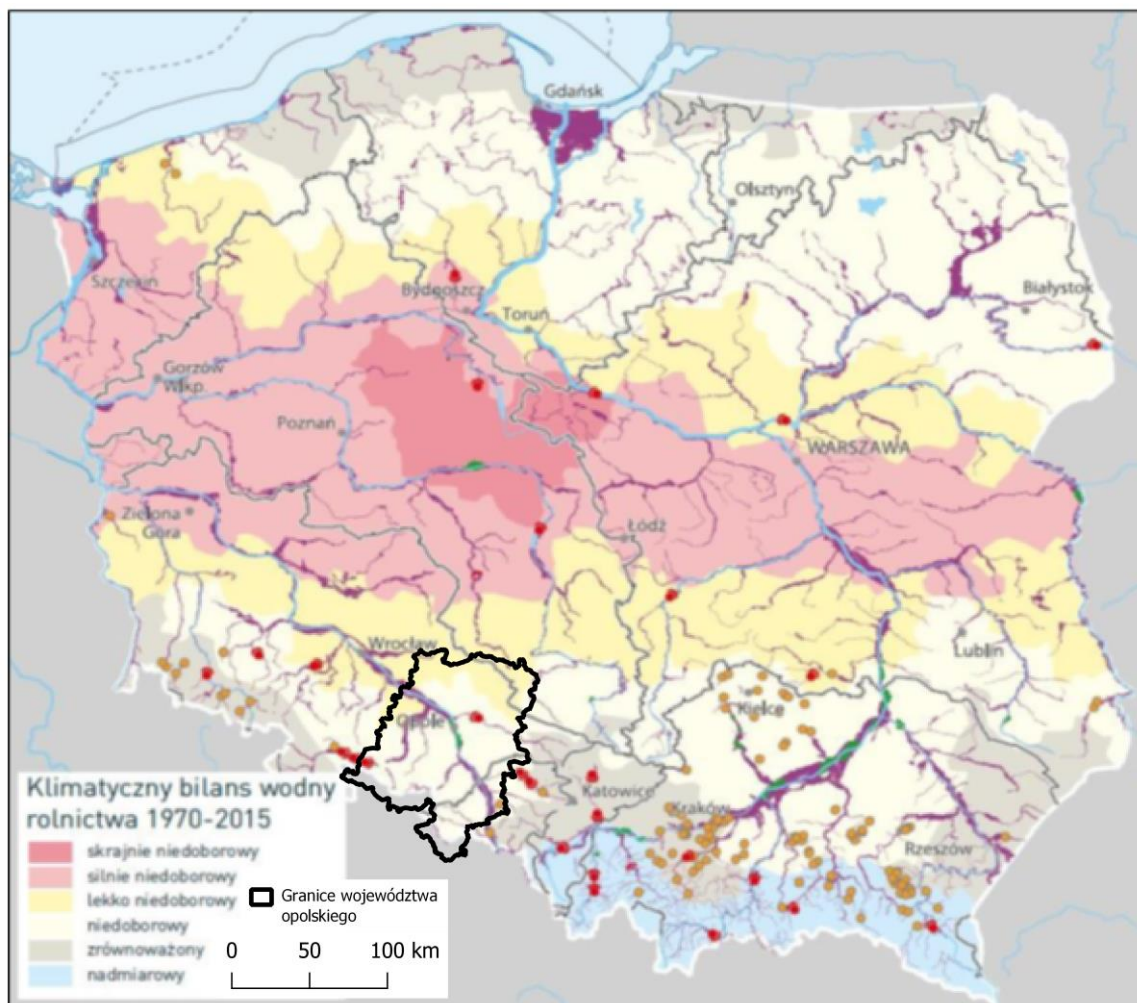 Gdańsk
Olsztyn
Szczecin
Bydgoszcz
Białystok
Toruń
Gorzów
Wlkp.
Poznań
WARSZAWA
Zielona
Góra
Łódź
Wrocław
Lublin
Opole
Kielce
Katowice
Kraków
Rzeszów
Klimatyczny bilans wodny
rolnictwa 1970-2015
skrajnie niedoborowy
silnie niedoborowy
lekko niedoborowy
niedoborowy
zrównoważony
nadmiarowy
Granice województwa
opolskiego
0 50 100 km